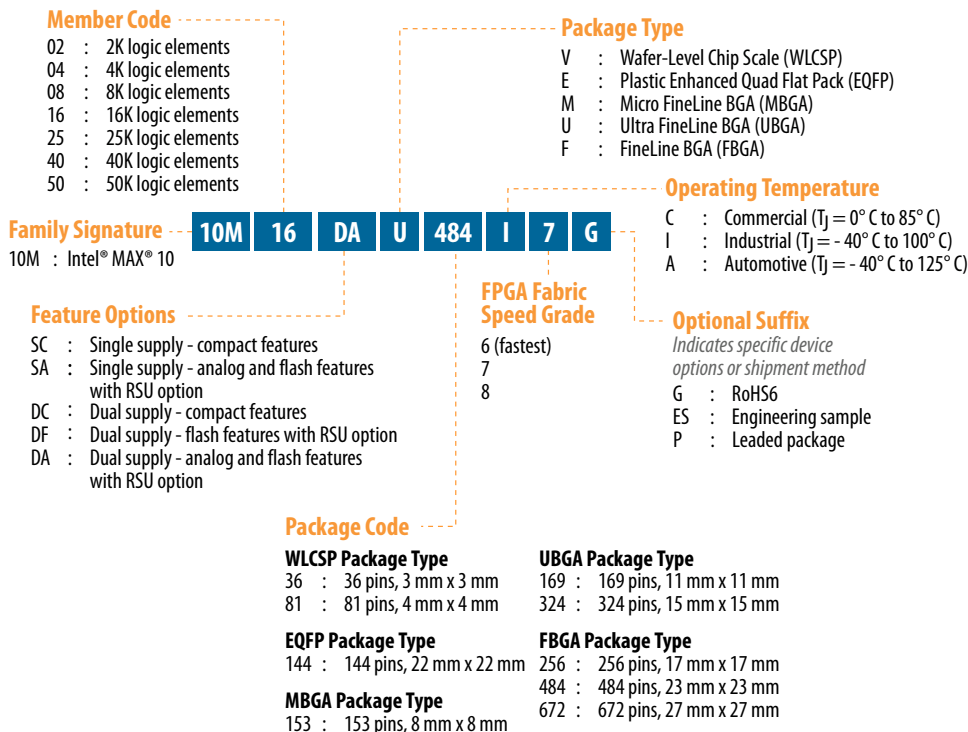 Member Code
02 : 2K logic elements
04 : 4K logic elements
08 : 8K logic elements
16 : 16K logic elements
25 : 25K logic elements
40 : 40K logic elements
50 : 50K logic elements
Package Type
V : Wafer-Level Chip Scale (WLCSP)
E : Plastic Enhanced Quad Flat Pack (EQFP)
M : Micro FineLine BGA (MBGA)
U : Ultra FineLine BGA (UBGA)
F : FineLine BGA (FBGA)
Operating Temperature
C : Commercial (TJ = 0° C to 85° C)
I : Industrial (TJ = - 40° C to 100° C)
A : Automotive (TJ = - 40° C to 125° C)
Family Signature
10M : Intel® MAX® 10
10M 16 DA U 484 I 7 G
Feature Options
SC : Single supply - compact features
SA : Single supply - analog and flash features
with RSU option
DC : Dual supply - compact features
DF : Dual supply - flash features with RSU option
DA : Dual supply - analog and flash features
with RSU option
FPGA Fabric
Speed Grade
6 (fastest)
7
8
Optional Suffix
Indicates specific device
options or shipment method
G : RoHS6
ES : Engineering sample
P : Leaded package
Package Code
WLCSP Package Type
36 : 36 pins, 3 mm x 3 mm
81 : 81 pins, 4 mm x 4 mm
EQFP Package Type
144 : 144 pins, 22 mm x 22 mm
MBGA Package Type
153 : 153 pins, 8 mm x 8 mm
UBGA Package Type
169 : 169 pins, 11 mm x 11 mm
324 : 324 pins, 15 mm x 15 mm
FBGA Package Type
256 : 256 pins, 17 mm x 17 mm
484 : 484 pins, 23 mm x 23 mm
672 : 672 pins, 27 mm x 27 mm